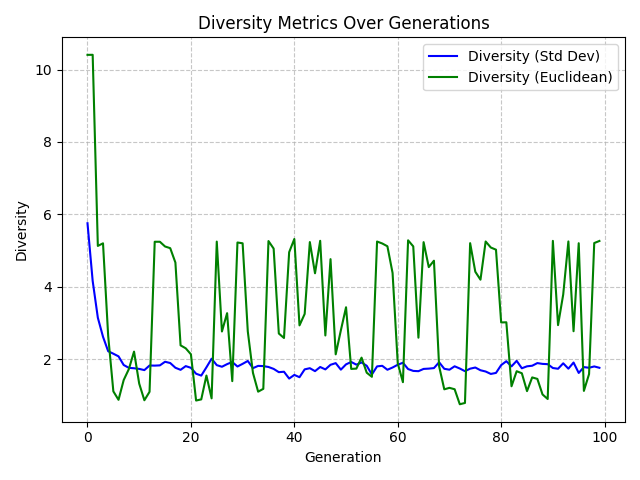 Diversity Metrics Over Generations
Diversity (Std Dev)
Diversity (Euclidean)
Diversity
10
8
6
4
2
0
20
40
60
80
100
Generation